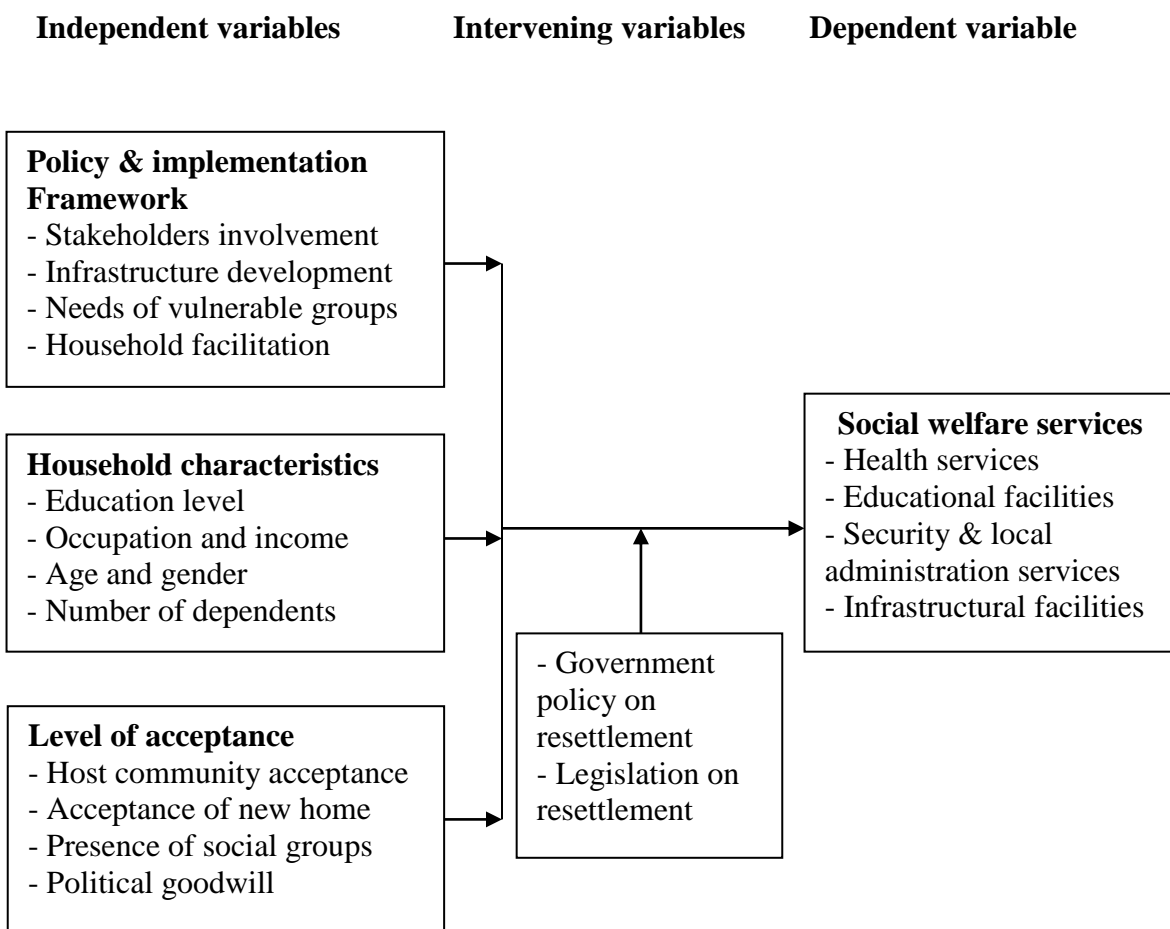 Independent variables
Intervening variables
Dependent variable
Policy & implementation
Framework
- Stakeholders involvement
- Infrastructure development
- Needs of vulnerable groups
- Household facilitation
Household characteristics
- Education level
- Occupation and income
- Age and gender
- Number of dependents
Level of acceptance
- Host community acceptance
- Acceptance of new home
- Presence of social groups
- Political goodwill
- Government
policy on
resettlement
- Legislation on
resettlement
Social welfare services
- Health services
- Educational facilities
- Security & local
administration services
- Infrastructural facilities